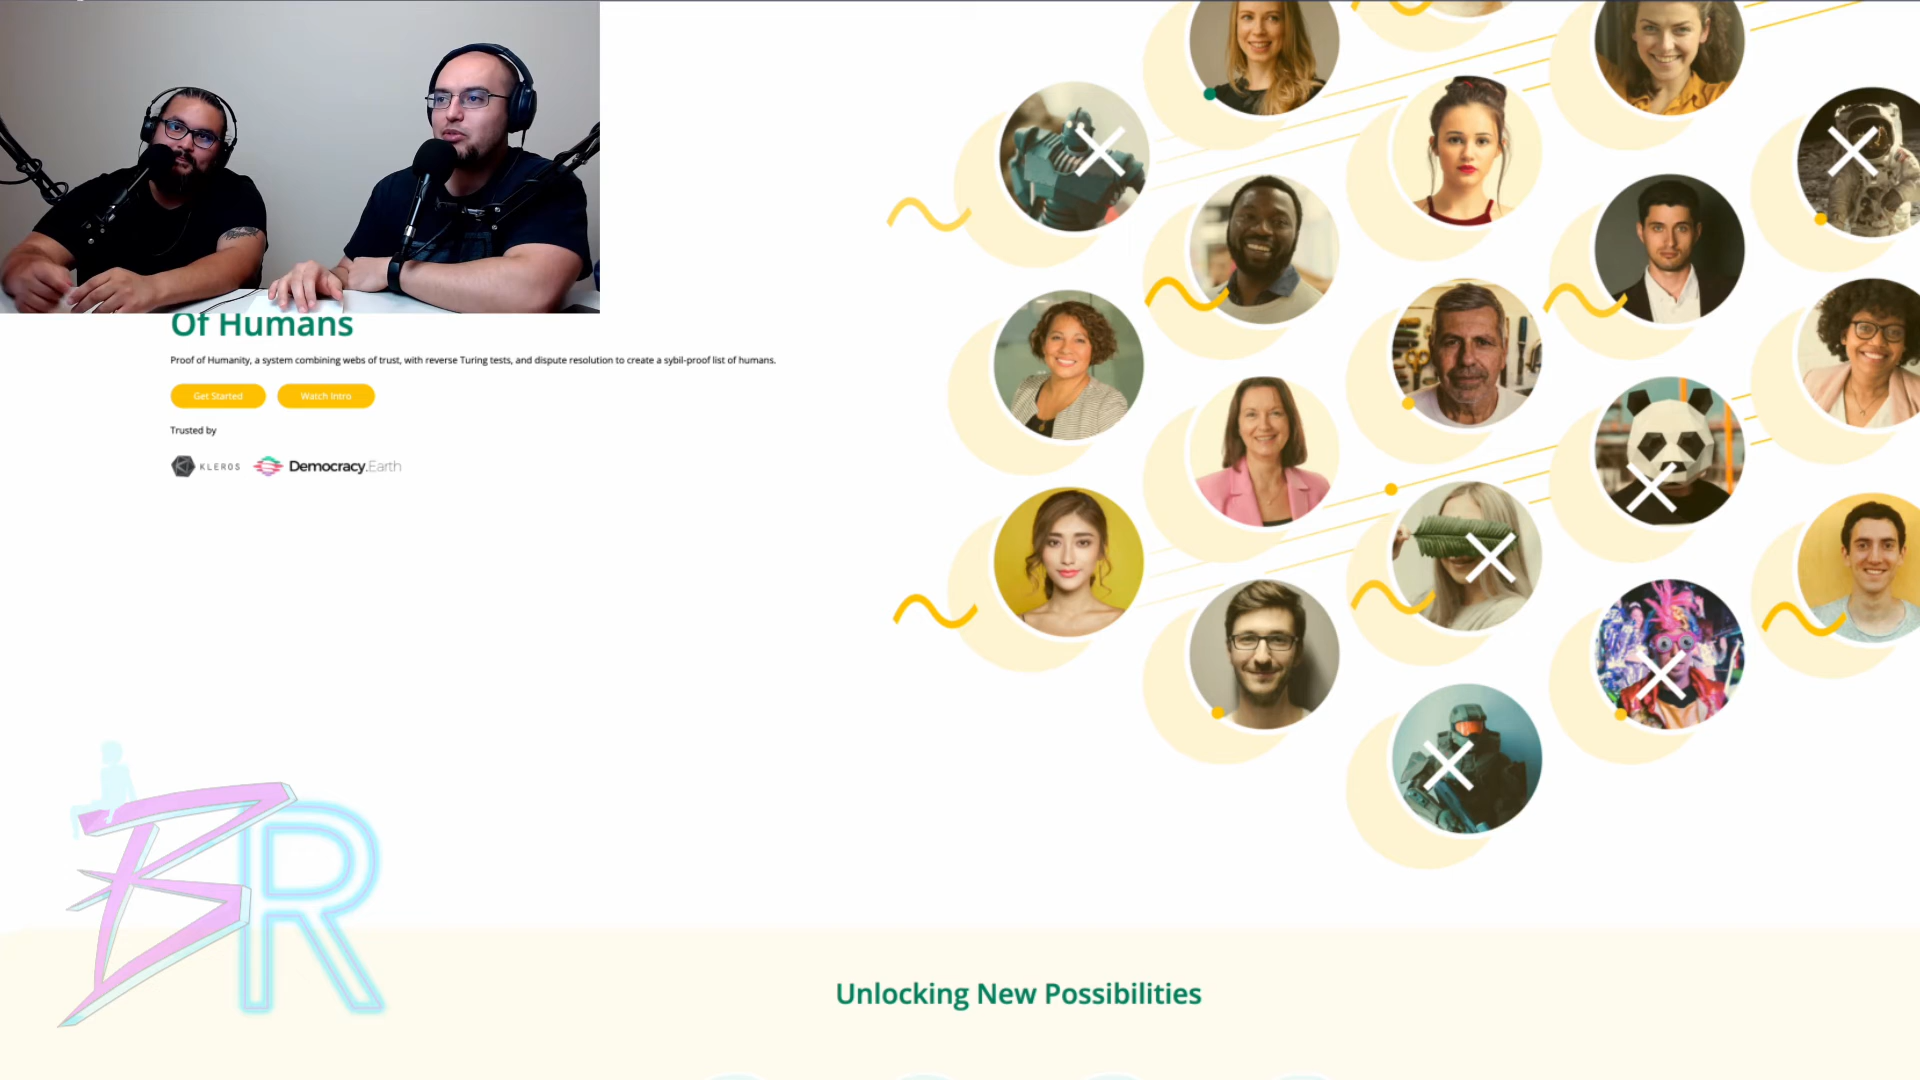 Of Humans
Proof of Humanity, a system combining webs of trust, with reverse Turing tests, and dispute resolution to create a sybil-proof list of humans.
Get Started
Watch Intro
Trusted by
KLEROS
Democracy.Earth
BR
Unlocking New Possibilities